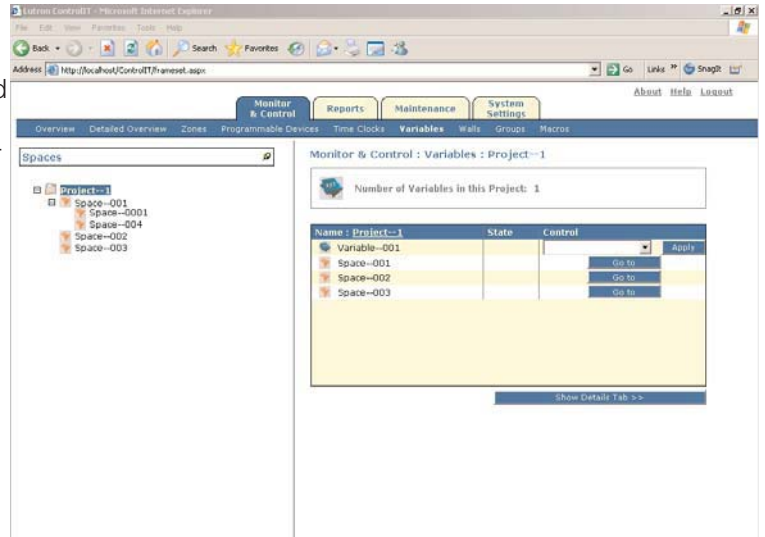 Lutron ControlIT - Microsoft Internet Explorer
File Edit View Favorites Tools Help
Back Search Favorites
Address http://localhost/ControlIT/frameset.aspx Go Links » SnagIt
About Help Logout
Monitor & Control Reports Maintenance System Settings
Overview Detailed Overview Zones Programmable Devices Time Clocks Variables Walls Groups Macros
Spaces
Project--1
Space--001
Space--0001
Space--004
Space--002
Space--003
Monitor & Control : Variables : Project--1
Number of Variables in this Project: 1
Name : Project--1 State Control
Variable--001 Apply
Space--001 Go to
Space--002 Go to
Space--003 Go to
Show Details Tab >>